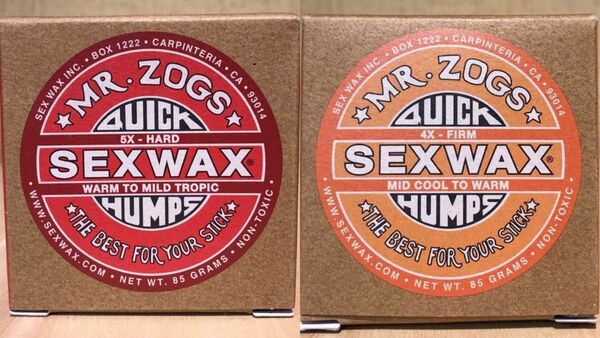 SEX WAX INC. • BOX 1222 • CARPINTERIA • CA • 93014
MR. ZOGS
QUICK
5X - HARD
SEXWAX®
WARM TO MILD TROPIC
HUMPS
THE BEST FOR YOUR STICK
• WWW.SEXWAX.COM • NET WT. 85 GRAMS • NON-TOXIC •
SEX WAX INC. • BOX 1222 • CARPINTERIA • CA • 93014
MR. ZOGS
QUICK
4X - FIRM
SEXWAX®
MID COOL TO WARM
HUMPS
THE BEST FOR YOUR STICK
• WWW.SEXWAX.COM • NET WT. 85 GRAMS • NON-TOXIC •